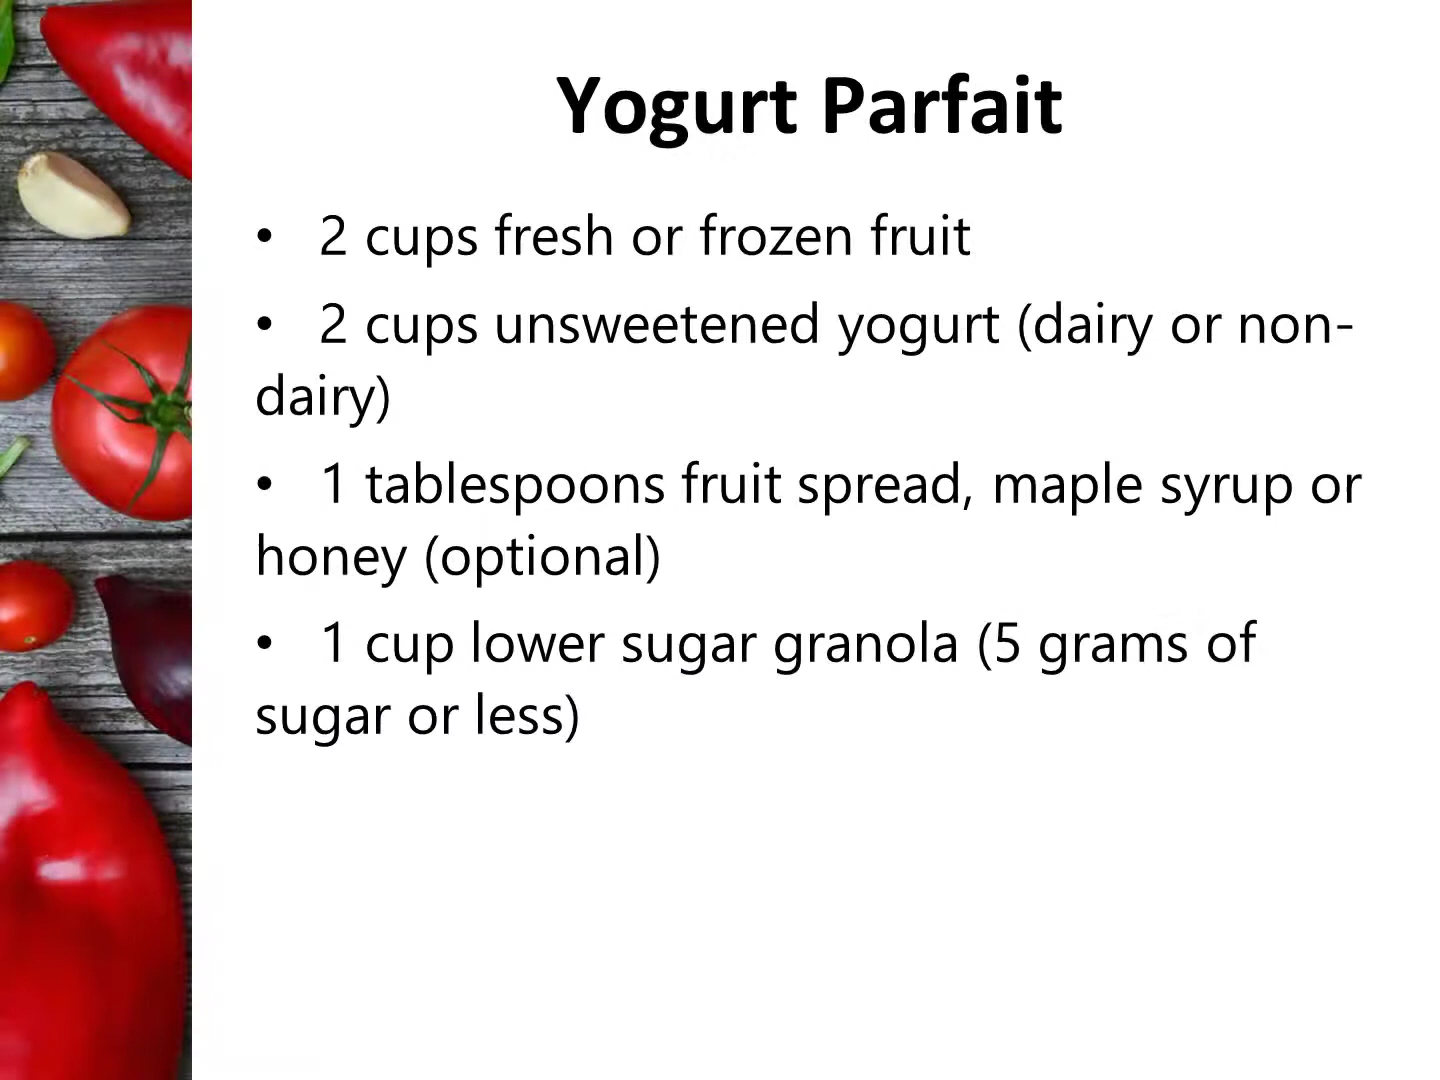 Yogurt Parfait
• 2 cups fresh or frozen fruit
• 2 cups unsweetened yogurt (dairy or non-
dairy)
• 1 tablespoons fruit spread, maple syrup or
honey (optional)
• 1 cup lower sugar granola (5 grams of
sugar or less)